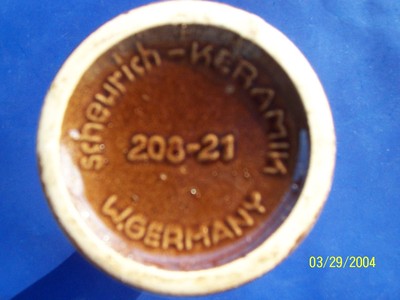 scheurich-KERAMIK
208-21
W.GERMANY
03/29/2004